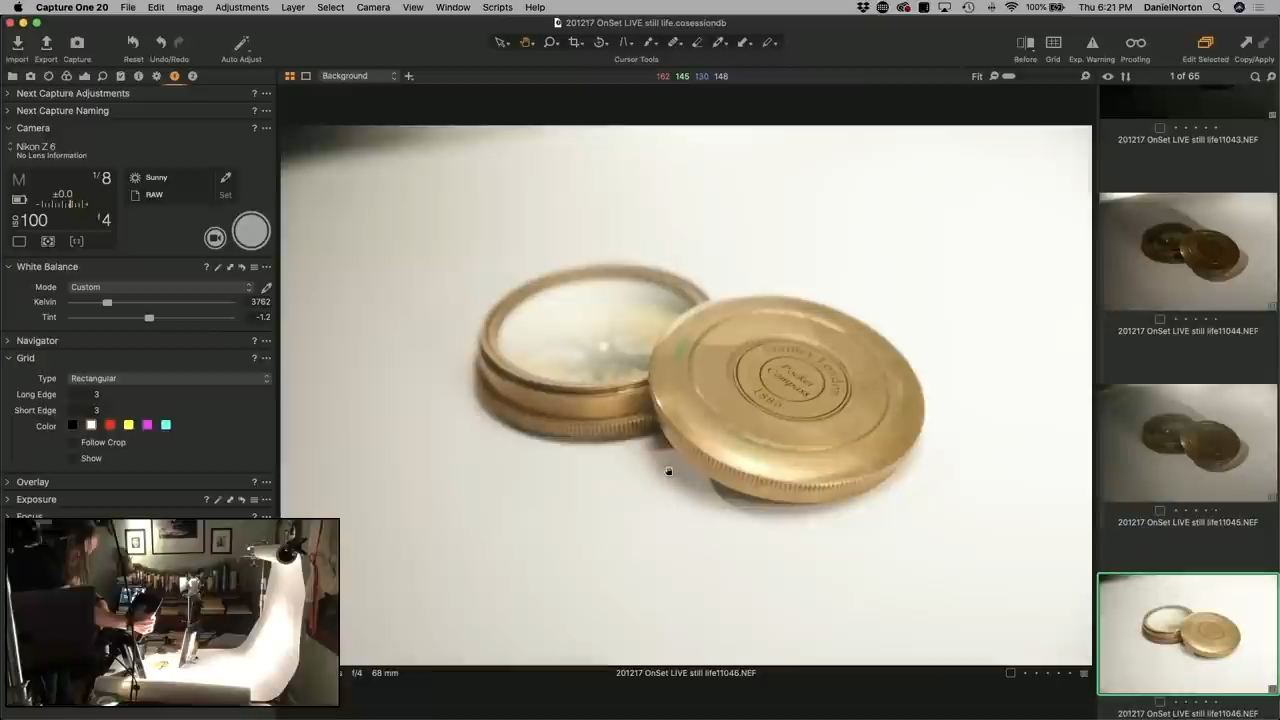 Capture One 20 File Edit Image Adjustments Layer Select Camera View Window Scripts Help 100% Thu 6:21 PM DanielNorton
201217 OnSet LIVE still life.cosessiondb
Import Export Capture Reset Undo/Redo Auto Adjust Cursor Tools Before Grid Exp. Warning Proofing Edit Selected Copy/Apply
Background 162 145 130 148 Fit 1 of 65
Next Capture Adjustments
Next Capture Naming
Camera
Nikon Z 6
No Lens Information
M 1/8 Sunny
±0.0
RAW Set
ISO 100 f4
White Balance
Mode Custom
Kelvin 3762
Tint -1.2
Navigator
Grid
Type Rectangular
Long Edge 3
Short Edge 3
Color
Follow Crop
Show
Overlay
Exposure
Focus
Stanley London
Pocket
Compass
1885
f/4 68 mm 201217 OnSet LIVE still life11046.NEF
201217 OnSet LIVE still life11043.NEF
201217 OnSet LIVE still life11044.NEF
201217 OnSet LIVE still life11045.NEF
201217 OnSet LIVE still life11046.NEF